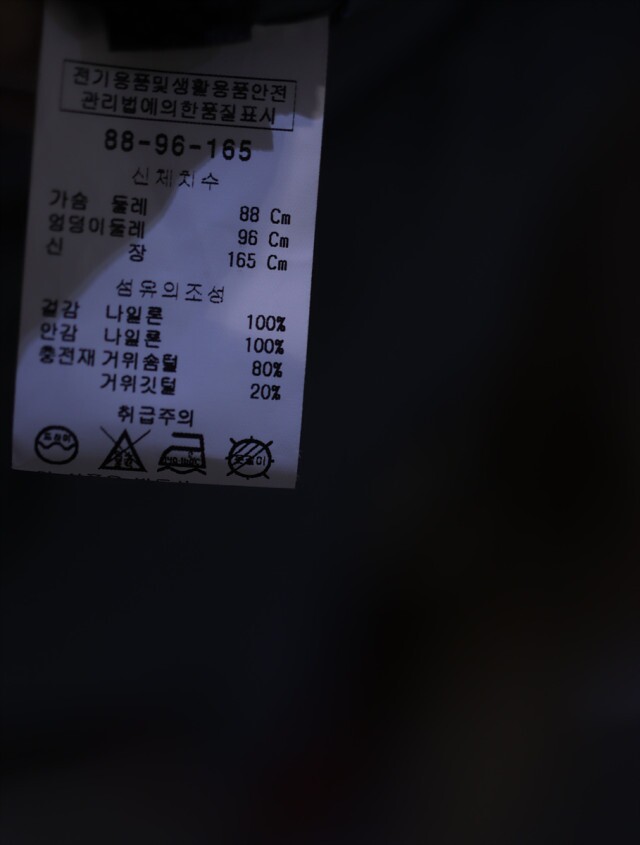 전기용품및생활용품안전
관리법에의한품질표시
88-96-165
신체치수
가슴 둘레 88 Cm
엉덩이둘레 96 Cm
신 장 165 Cm
섬유의조성
겉감 나일론 100%
안감 나일론 100%
충전재 거위솜털 80%
거위깃털 20%
취급주의
드라이